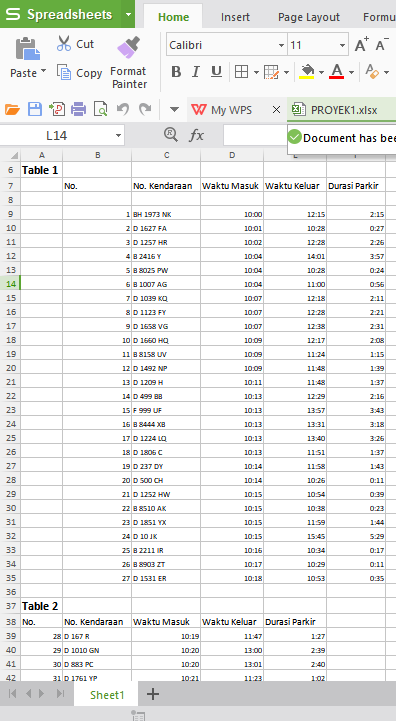 S Spreadsheets Home Insert Page Layout Formu
Cut Calibri 11 A+ A-
Paste Copy Format Painter B I U A
My WPS × PROYEK1.xlsx
L14 fx Document has bee
A B C D
6 Table 1
7 No. No. Kendaraan Waktu Masuk Waktu Keluar Durasi Parkir
8
9 1 BH 1973 NK 10:00 12:15 2:15
10 2 D 1627 FA 10:01 10:28 0:27
11 3 D 1257 HR 10:02 12:28 2:26
12 4 B 2416 Y 10:04 14:01 3:57
13 5 B 8025 PW 10:04 10:28 0:24
14 6 B 1007 AG 10:04 11:00 0:56
15 7 D 1039 KQ 10:07 12:18 2:11
16 8 D 1123 FY 10:07 12:28 2:21
17 9 D 1658 VG 10:07 12:38 2:31
18 10 D 1660 HQ 10:09 12:17 2:08
19 11 B 8158 UV 10:09 11:24 1:15
20 12 D 1492 NP 10:09 11:48 1:39
21 13 D 1209 H 10:11 11:48 1:37
22 14 D 499 BB 10:13 12:29 2:16
23 15 F 999 UF 10:13 13:57 3:43
24 16 B 8444 XB 10:13 13:31 3:18
25 17 D 1224 LQ 10:13 13:40 3:26
26 18 D 1806 C 10:13 11:51 1:37
27 19 D 237 DY 10:14 11:58 1:43
28 20 D 500 CH 10:14 10:26 0:11
29 21 D 1252 HW 10:15 10:54 0:39
30 22 B 8510 AK 10:15 10:38 0:23
31 23 D 1851 YX 10:15 11:59 1:44
32 24 D 10 JK 10:15 15:45 5:29
33 25 B 2211 IR 10:16 10:34 0:17
34 26 B 8903 ZT 10:17 10:29 0:11
35 27 D 1531 ER 10:18 10:53 0:35
36
37 Table 2
38 No. No. Kendaraan Waktu Masuk Waktu Keluar Durasi Parkir
39 28 D 167 R 10:19 11:47 1:27
40 29 D 1010 GN 10:20 13:00 2:39
41 30 D 883 PC 10:20 13:01 2:40
42 31 D 1761 YP 10:21 11:23 1:02
Sheet1 +